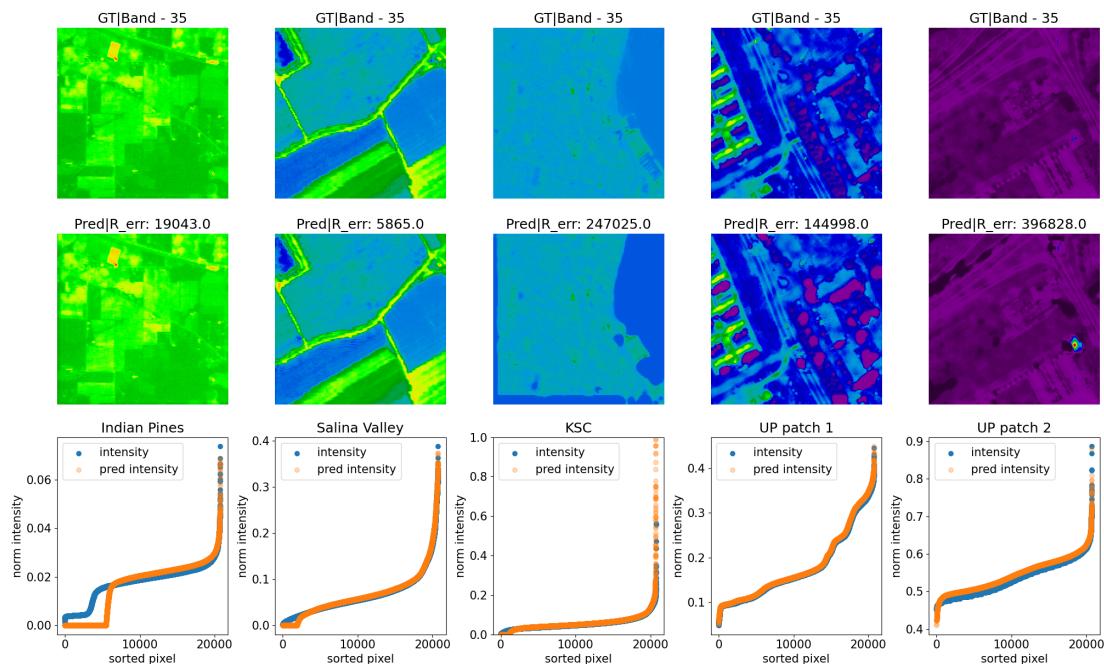 GT|Band - 35
GT|Band - 35
GT|Band - 35
GT|Band - 35
GT|Band - 35
Pred|R_err: 19043.0
Pred|R_err: 5865.0
Pred|R_err: 247025.0
Pred|R_err: 144998.0
Pred|R_err: 396828.0
Indian Pines
norm intensity
0.06
0.04
0.02
0.00
intensity
pred intensity
0
10000
20000
sorted pixel
Salina Valley
norm intensity
0.4
0.3
0.2
0.1
0.0
intensity
pred intensity
0
10000
20000
sorted pixel
KSC
norm intensity
1.0
0.8
0.6
0.4
0.2
0.0
intensity
pred intensity
0
10000
20000
sorted pixel
UP patch 1
norm intensity
0.4
0.3
0.2
0.1
intensity
pred intensity
0
10000
20000
sorted pixel
UP patch 2
norm intensity
0.9
0.8
0.7
0.6
0.5
0.4
intensity
pred intensity
0
10000
20000
sorted pixel